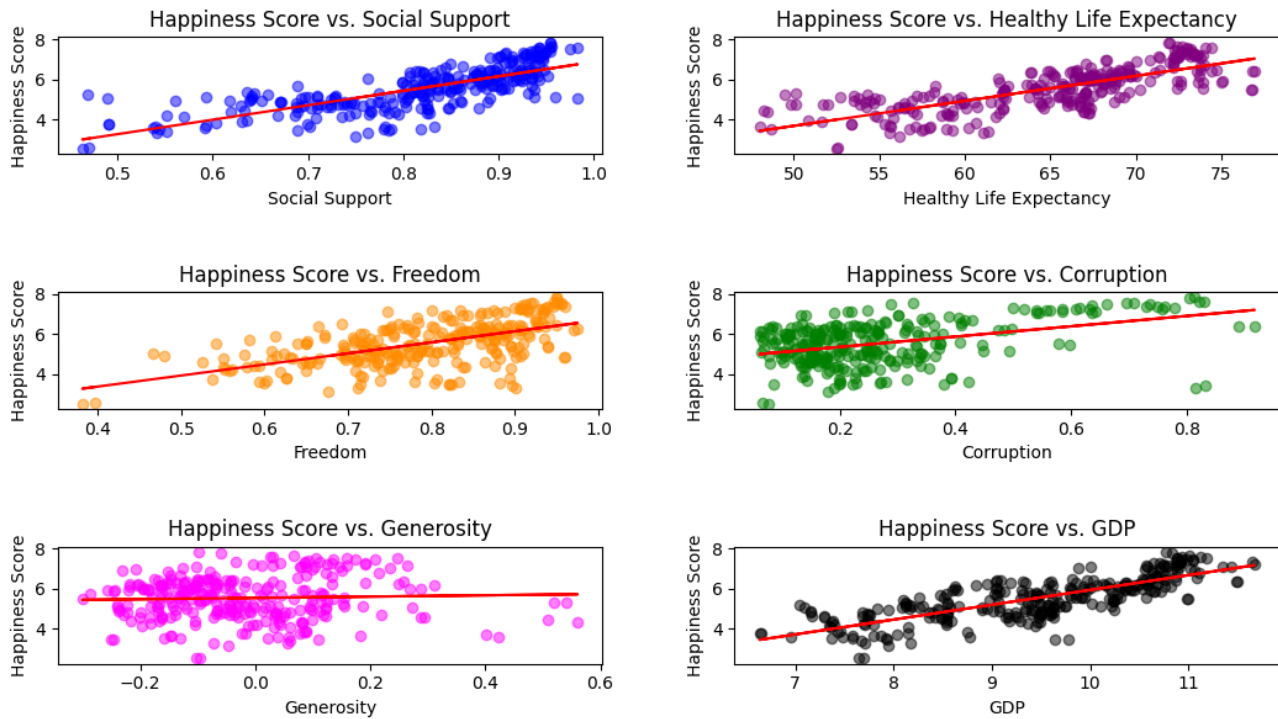 Happiness Score vs. Social Support
Happiness Score
8
6
4
0.5 0.6 0.7 0.8 0.9 1.0
Social Support
Happiness Score vs. Healthy Life Expectancy
Happiness Score
8
6
4
50 55 60 65 70 75
Healthy Life Expectancy
Happiness Score vs. Freedom
Happiness Score
8
6
4
0.4 0.5 0.6 0.7 0.8 0.9 1.0
Freedom
Happiness Score vs. Corruption
Happiness Score
8
6
4
0.2 0.4 0.6 0.8
Corruption
Happiness Score vs. Generosity
Happiness Score
8
6
4
−0.2 0.0 0.2 0.4 0.6
Generosity
Happiness Score vs. GDP
Happiness Score
8
6
4
7 8 9 10 11
GDP